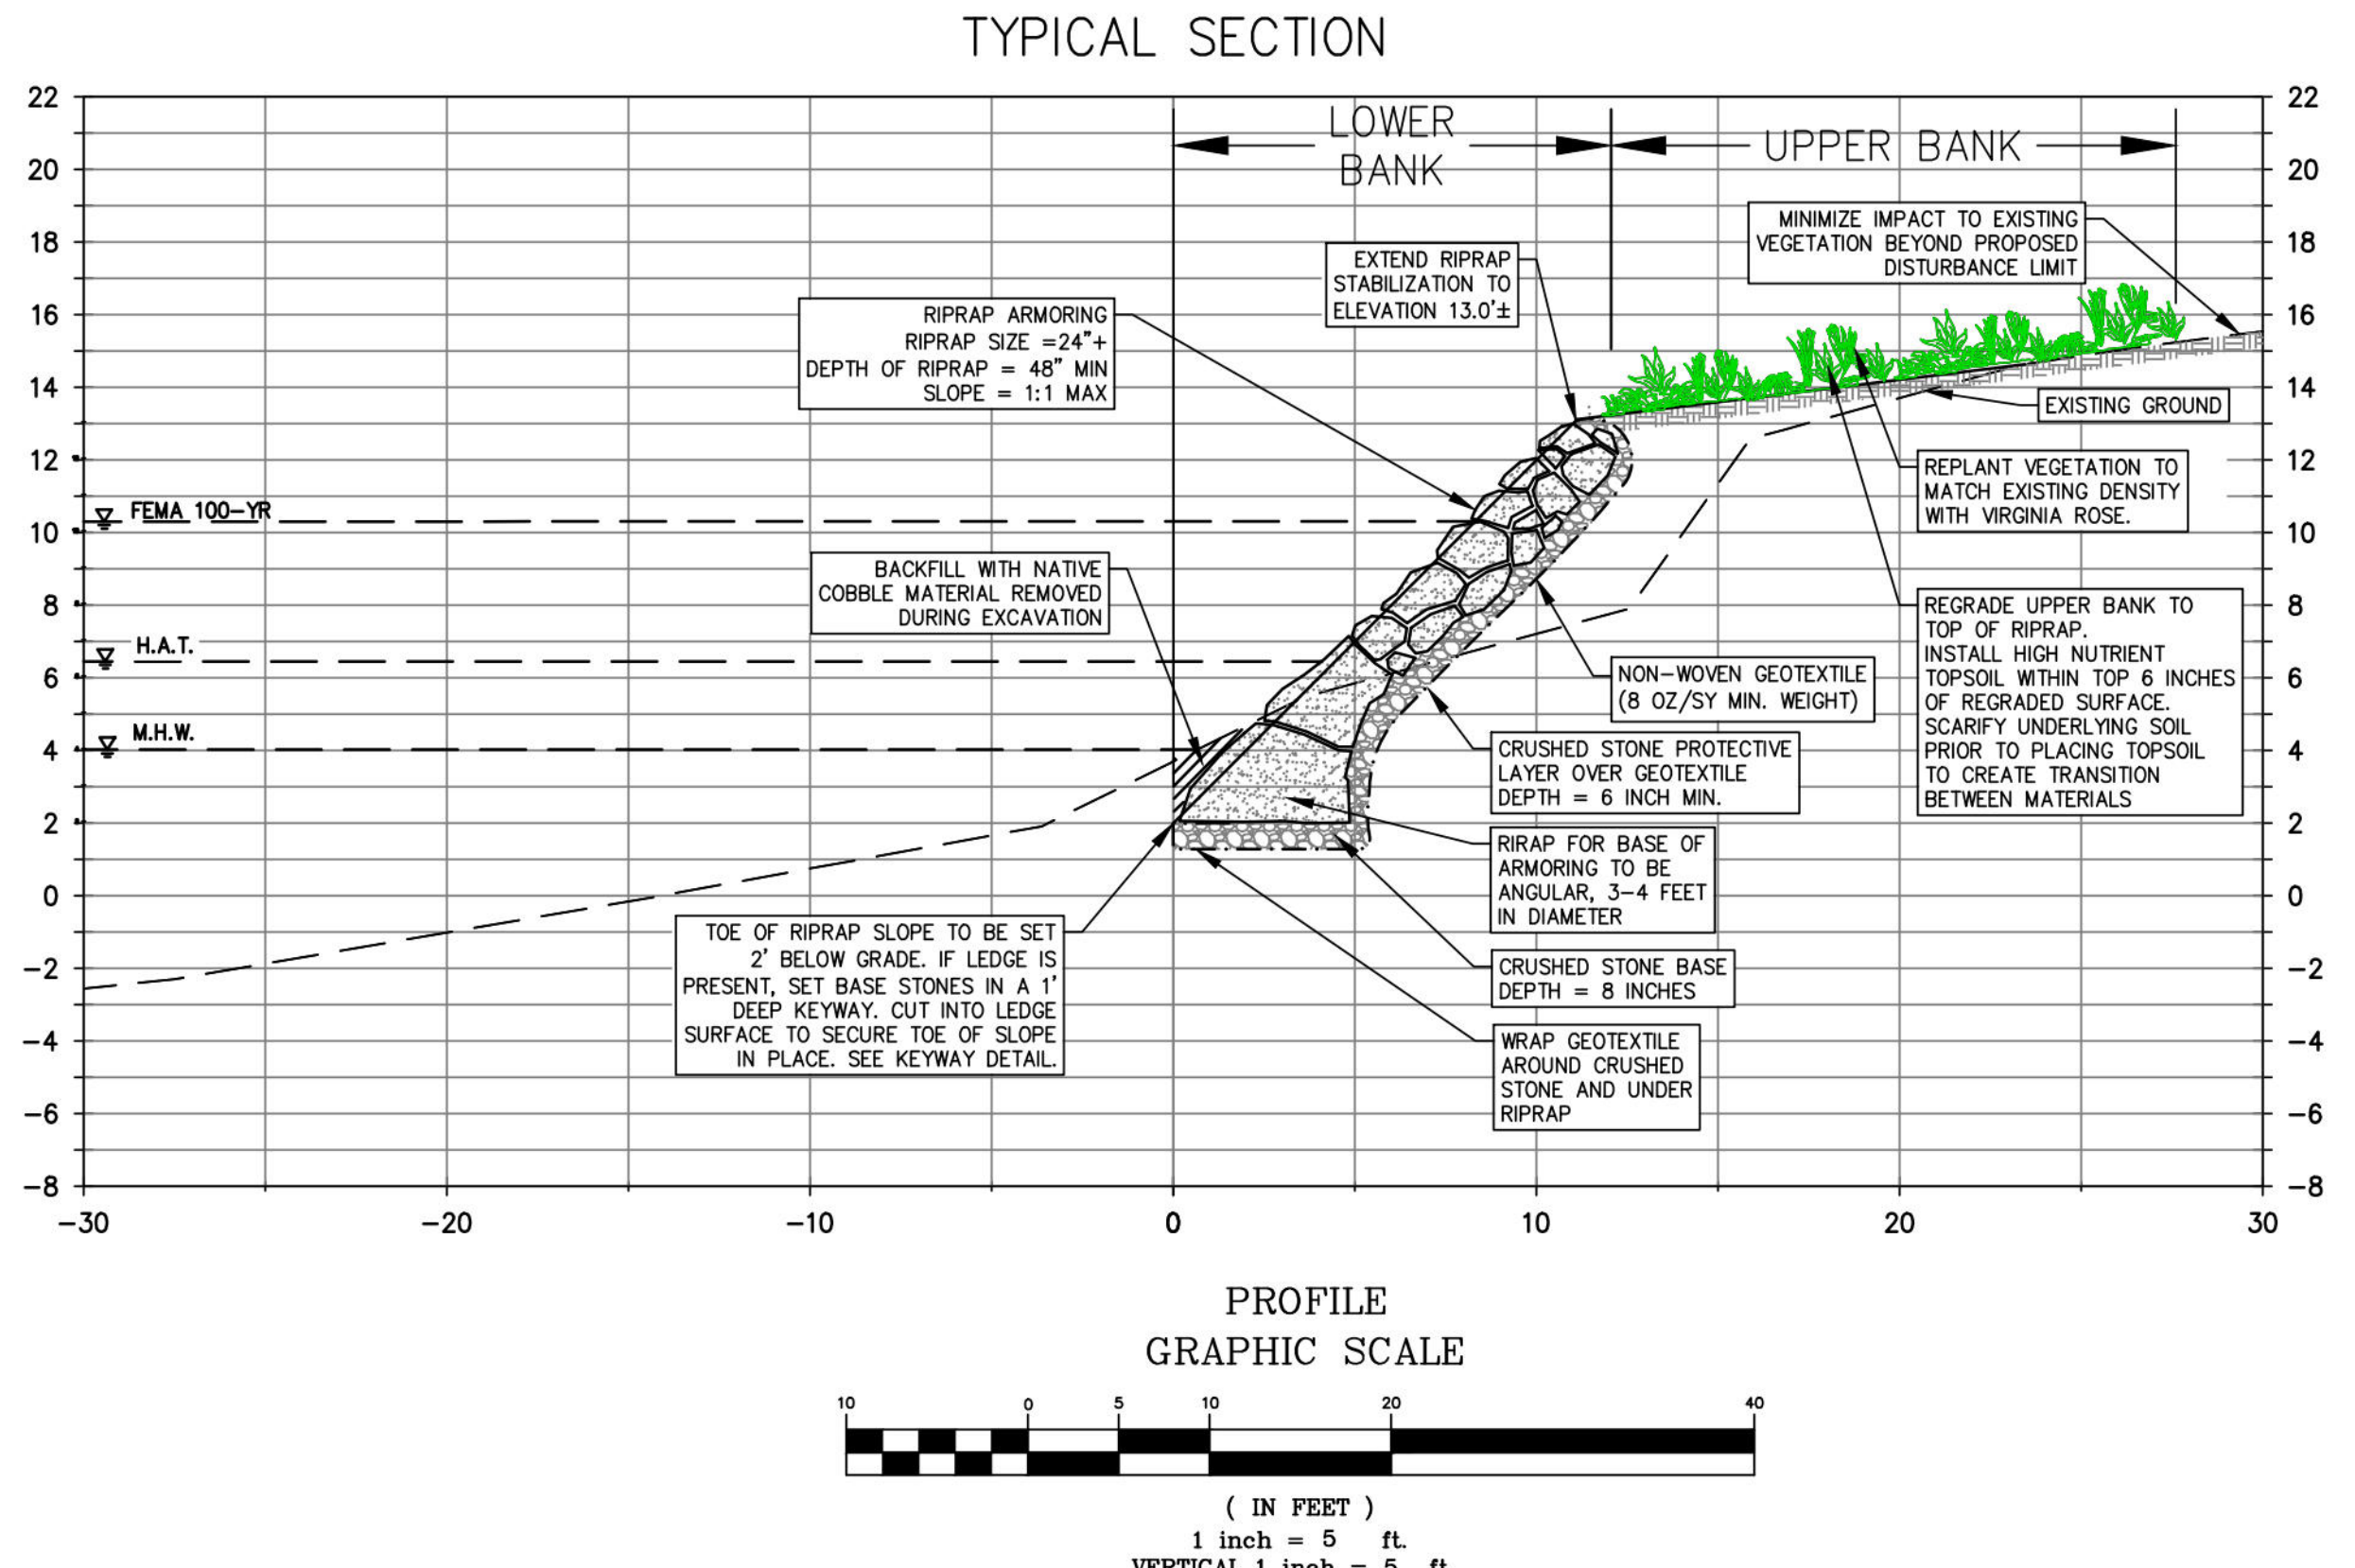 TYPICAL SECTION
22
20
18
16
14
12
10
8
6
4
2
0
-2
-4
-6
-8
22
20
18
16
14
12
10
8
6
4
2
0
-2
-4
-6
-8
LOWER
BANK
UPPER BANK
MINIMIZE IMPACT TO EXISTING
VEGETATION BEYOND PROPOSED
DISTURBANCE LIMIT
EXTEND RIPRAP
STABILIZATION TO
ELEVATION 13.0'±
RIPRAP ARMORING
RIPRAP SIZE =24"+
DEPTH OF RIPRAP = 48" MIN
SLOPE = 1:1 MAX
EXISTING GROUND
REPLANT VEGETATION TO
MATCH EXISTING DENSITY
WITH VIRGINIA ROSE.
FEMA 100-YR
BACKFILL WITH NATIVE
COBBLE MATERIAL REMOVED
DURING EXCAVATION
REGRADE UPPER BANK TO
TOP OF RIPRAP.
INSTALL HIGH NUTRIENT
TOPSOIL WITHIN TOP 6 INCHES
OF REGRADED SURFACE.
SCARIFY UNDERLYING SOIL
PRIOR TO PLACING TOPSOIL
TO CREATE TRANSITION
BETWEEN MATERIALS
H.A.T.
NON-WOVEN GEOTEXTILE
(8 OZ/SY MIN. WEIGHT)
M.H.W.
CRUSHED STONE PROTECTIVE
LAYER OVER GEOTEXTILE
DEPTH = 6 INCH MIN.
RIRAP FOR BASE OF
ARMORING TO BE
ANGULAR, 3-4 FEET
IN DIAMETER
TOE OF RIPRAP SLOPE TO BE SET
2' BELOW GRADE. IF LEDGE IS
PRESENT, SET BASE STONES IN A 1'
DEEP KEYWAY. CUT INTO LEDGE
SURFACE TO SECURE TOE OF SLOPE
IN PLACE. SEE KEYWAY DETAIL.
CRUSHED STONE BASE
DEPTH = 8 INCHES
WRAP GEOTEXTILE
AROUND CRUSHED
STONE AND UNDER
RIPRAP
-30
-20
-10
0
10
20
30
PROFILE
GRAPHIC SCALE
10 0 5 10 20 40
( IN FEET )
1 inch = 5 ft.
VERTICAL 1 inch = 5 ft